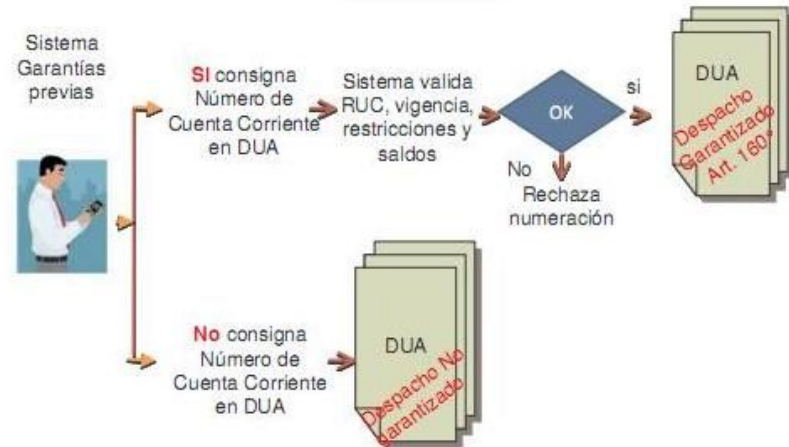 Sistema
Garantías
previas
SI consigna
Número de
Cuenta Corriente
en DUA
Sistema valida
RUC, vigencia,
restricciones y
saldos
OK
si
No
Rechaza
numeración
DUA
Despacho
Garantizado
Art. 160°
No consigna
Número de
Cuenta Corriente
en DUA
DUA
Despacho No
garantizado